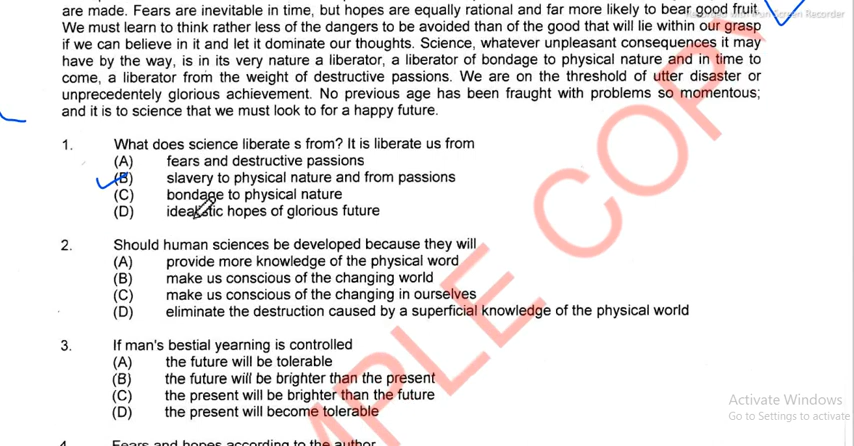 are made. Fears are inevitable in time, but hopes are equally rational and far more likely to bear good fruit.
We must learn to think rather less of the dangers to be avoided than of the good that will lie within our grasp
if we can believe in it and let it dominate our thoughts. Science, whatever unpleasant consequences it may
have by the way, is in its very nature a liberator, a liberator of bondage to physical nature and in time to
come, a liberator from the weight of destructive passions. We are on the threshold of utter disaster or
unprecedently glorious achievement. No previous age has been fraught with problems so momentous;
and it is to science that we must look to for a happy future.
1. What does science liberate s from? It is liberate us from
(A) fears and destructive passions
(B) slavery to physical nature and from passions
(C) bondage to physical nature
(D) idealistic hopes of glorious future
2. Should human sciences be developed because they will
(A) provide more knowledge of the physical word
(B) make us conscious of the changing world
(C) make us conscious of the changing in ourselves
(D) eliminate the destruction caused by a superficial knowledge of the physical world
3. If man's bestial yearning is controlled
(A) the future will be tolerable
(B) the future will be brighter than the present
(C) the present will be brighter than the future
(D) the present will become tolerable
4. Fears and hopes according to the author
MPLE COPY
Screen Recorder
Activate Windows
Go to Settings to activate